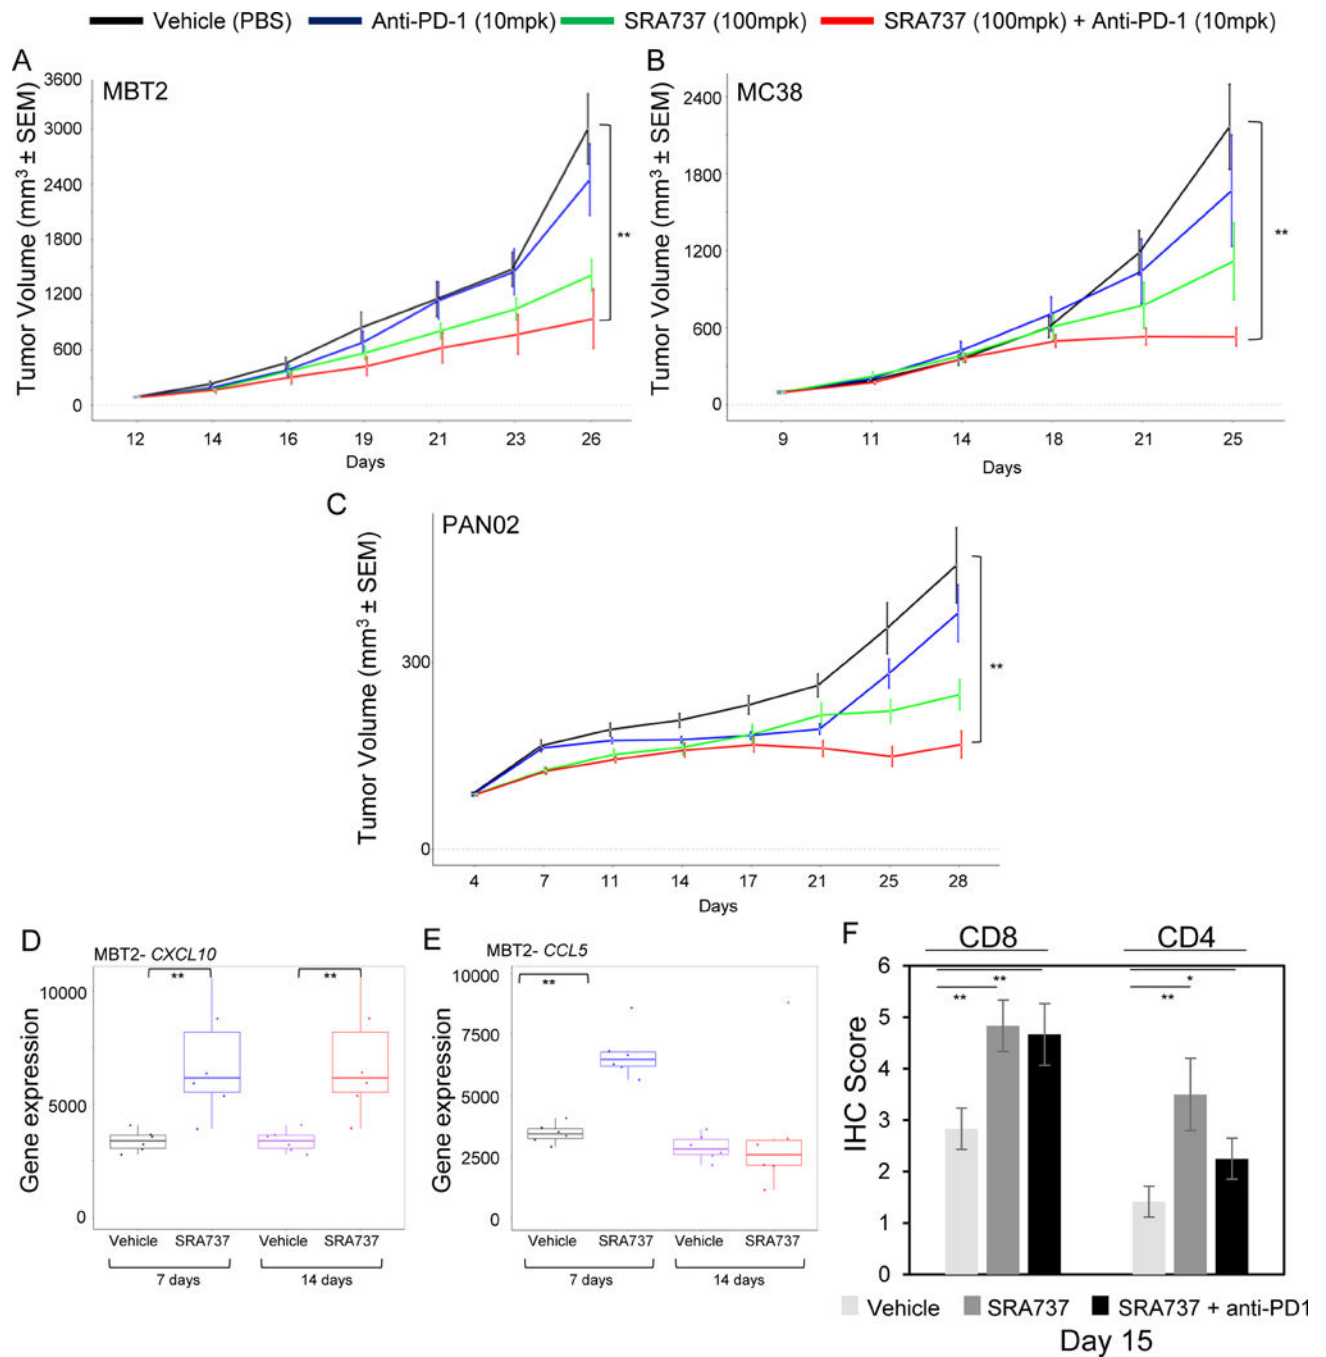 Vehicle (PBS) Anti-PD-1 (10mpk) SRA737 (100mpk) SRA737 (100mpk) + Anti-PD-1 (10mpk)
A
MBT2
Tumor Volume (mm³ ± SEM)
3600
3000
2400
1800
1200
600
0
12 14 16 19 21 23 26
Days
B
MC38
Tumor Volume (mm³ ± SEM)
2400
1800
1200
600
0
9 11 14 18 21 25
Days
**
**
C
PAN02
Tumor Volume (mm³ ± SEM)
300
0
4 7 11 14 17 21 25 28
Days
**
D
MBT2- CXCL10
Gene expression
10000
5000
0
** **
Vehicle SRA737 Vehicle SRA737
7 days 14 days
E
MBT2- CCL5
Gene expression
10000
7500
5000
2500
0
**
Vehicle SRA737 Vehicle SRA737
7 days 14 days
F
CD8 CD4
IHC Score
6
5
4
3
2
1
0
** *
** **
Vehicle SRA737 SRA737 + anti-PD1
Day 15